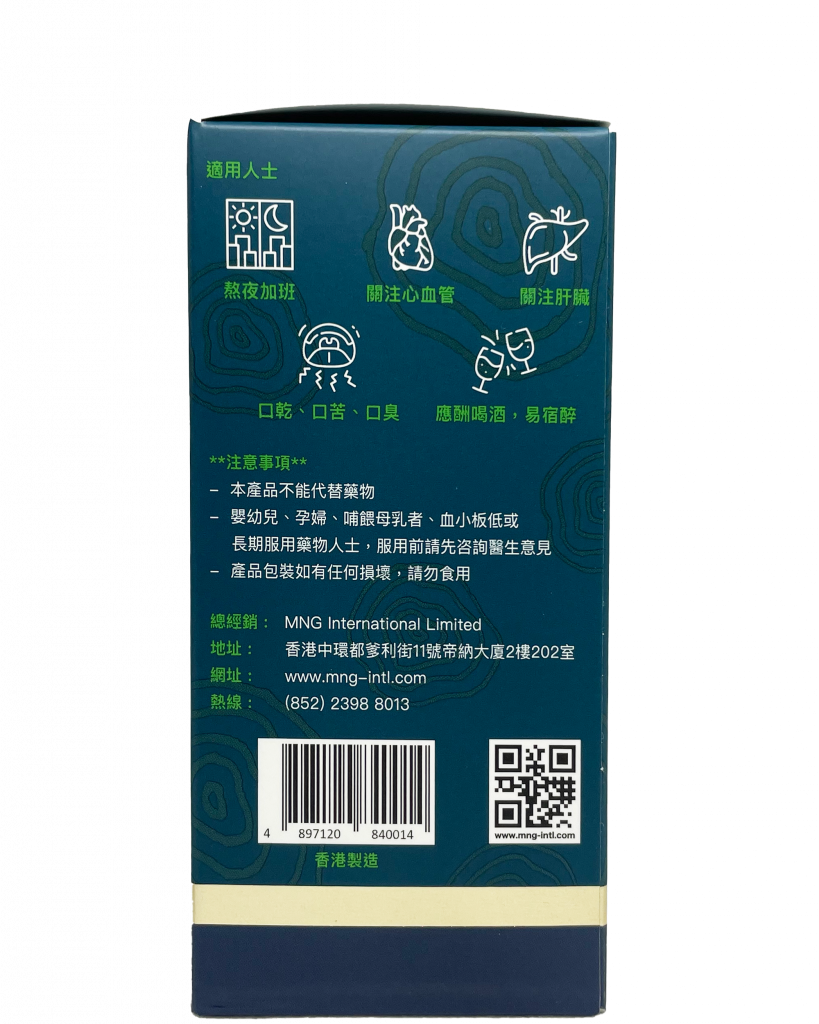 適用人士
熬夜加班
關注心血管
關注肝臟
口乾、口苦、口臭
應酬喝酒，易宿醉
**注意事項**
- 本產品不能代替藥物
- 嬰幼兒、孕婦、哺餵母乳者、血小板低或
長期服用藥物人士，服用前請先咨詢醫生意見
- 產品包裝如有任何損壞，請勿食用
總經銷： MNG International Limited
地址： 香港中環都爹利街11號帝納大廈2樓202室
網址： www.mng-intl.com
熱線： (852) 2398 8013
4 897120 840014
www.mng-intl.com
香港製造